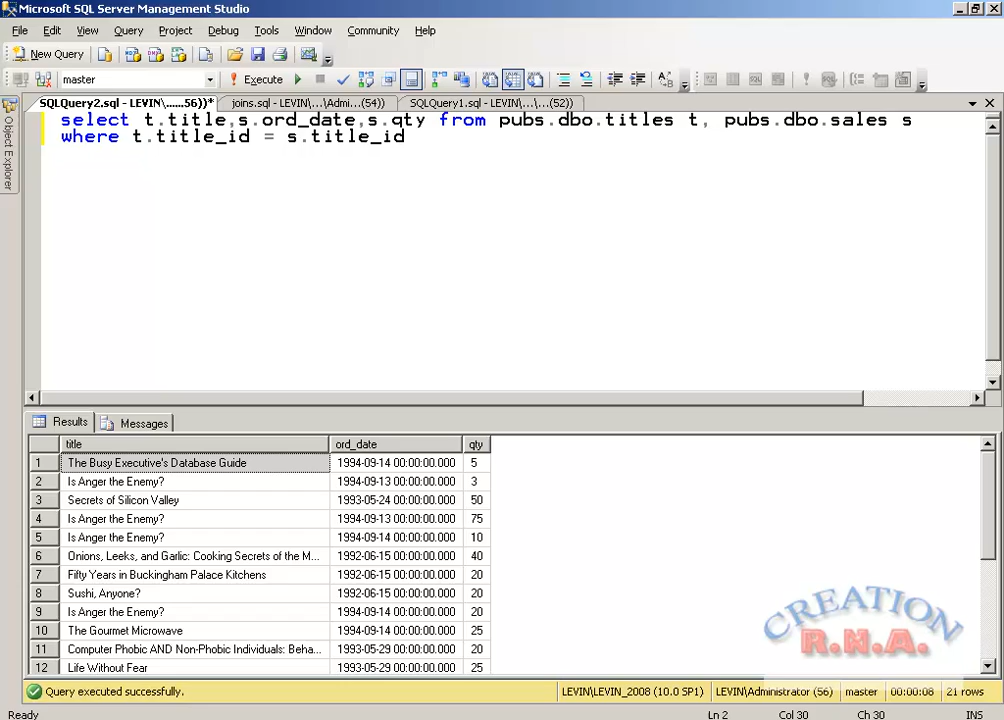 Microsoft SQL Server Management Studio
File Edit View Query Project Debug Tools Window Community Help
New Query
master Execute
SQLQuery2.sql - LEVIN\......56))* joins.sql - LEVIN\...\Admi...(54)) SQLQuery1.sql - LEVIN\...\...(52))
Object Explorer
select t.title,s.ord_date,s.qty from pubs.dbo.titles t, pubs.dbo.sales s
where t.title_id = s.title_id
Results Messages
title ord_date qty
1 The Busy Executive's Database Guide 1994-09-14 00:00:00.000 5
2 Is Anger the Enemy? 1994-09-13 00:00:00.000 3
3 Secrets of Silicon Valley 1993-05-24 00:00:00.000 50
4 Is Anger the Enemy? 1994-09-13 00:00:00.000 75
5 Is Anger the Enemy? 1994-09-14 00:00:00.000 10
6 Onions, Leeks, and Garlic: Cooking Secrets of the M... 1992-06-15 00:00:00.000 40
7 Fifty Years in Buckingham Palace Kitchens 1992-06-15 00:00:00.000 20
8 Sushi, Anyone? 1992-06-15 00:00:00.000 20
9 Is Anger the Enemy? 1994-09-14 00:00:00.000 20
10 The Gourmet Microwave 1994-09-14 00:00:00.000 25
11 Computer Phobic AND Non-Phobic Individuals: Beha... 1993-05-29 00:00:00.000 20
12 Life Without Fear 1993-05-29 00:00:00.000 25
CREATION
R.N.A.
Query executed successfully. LEVIN\LEVIN_2008 (10.0 SP1) LEVIN\Administrator (56) master 00:00:08 21 rows
Ready Ln 2 Col 30 Ch 30 INS